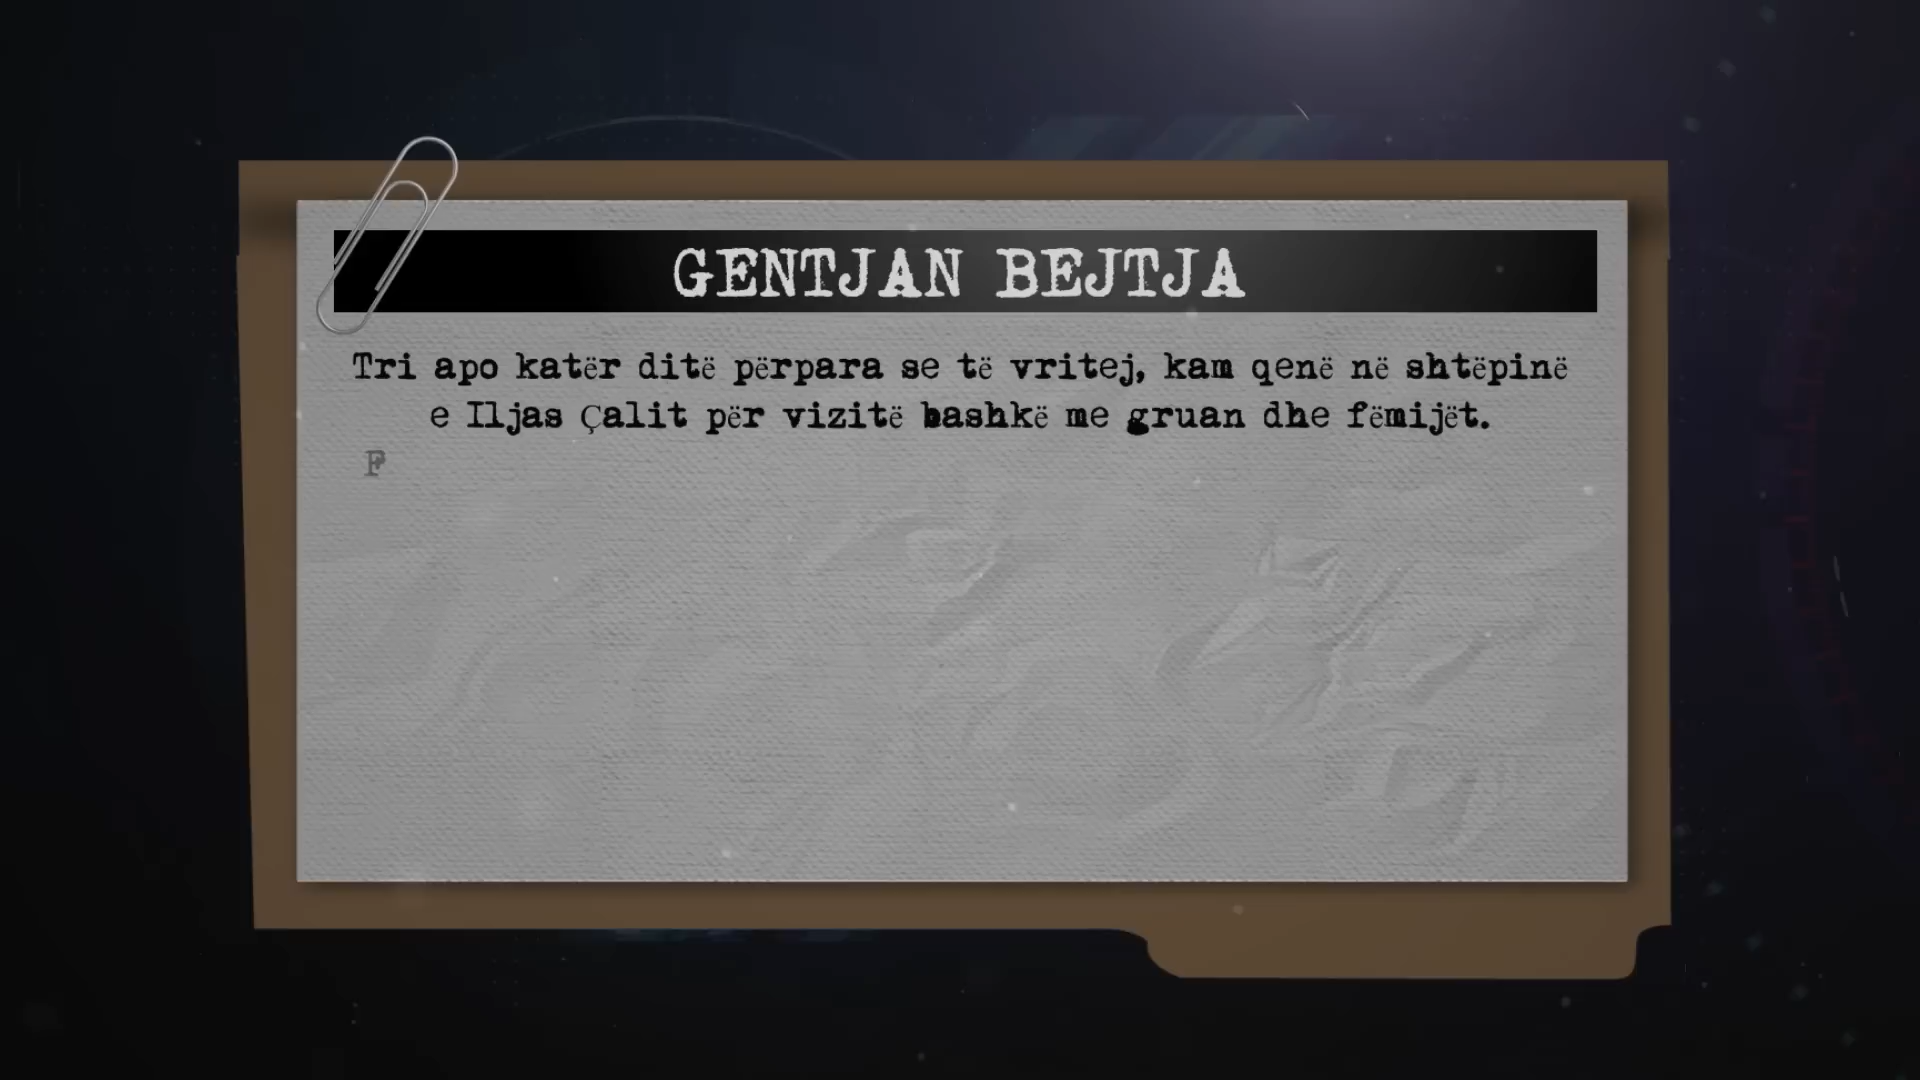 GENTJAN BEJTJA
Tri apo katër ditë përpara se të vritej, kam qenë në shtëpinë
e Iljas Çalit për vizitë bashkë me gruan dhe fëmijët.
F